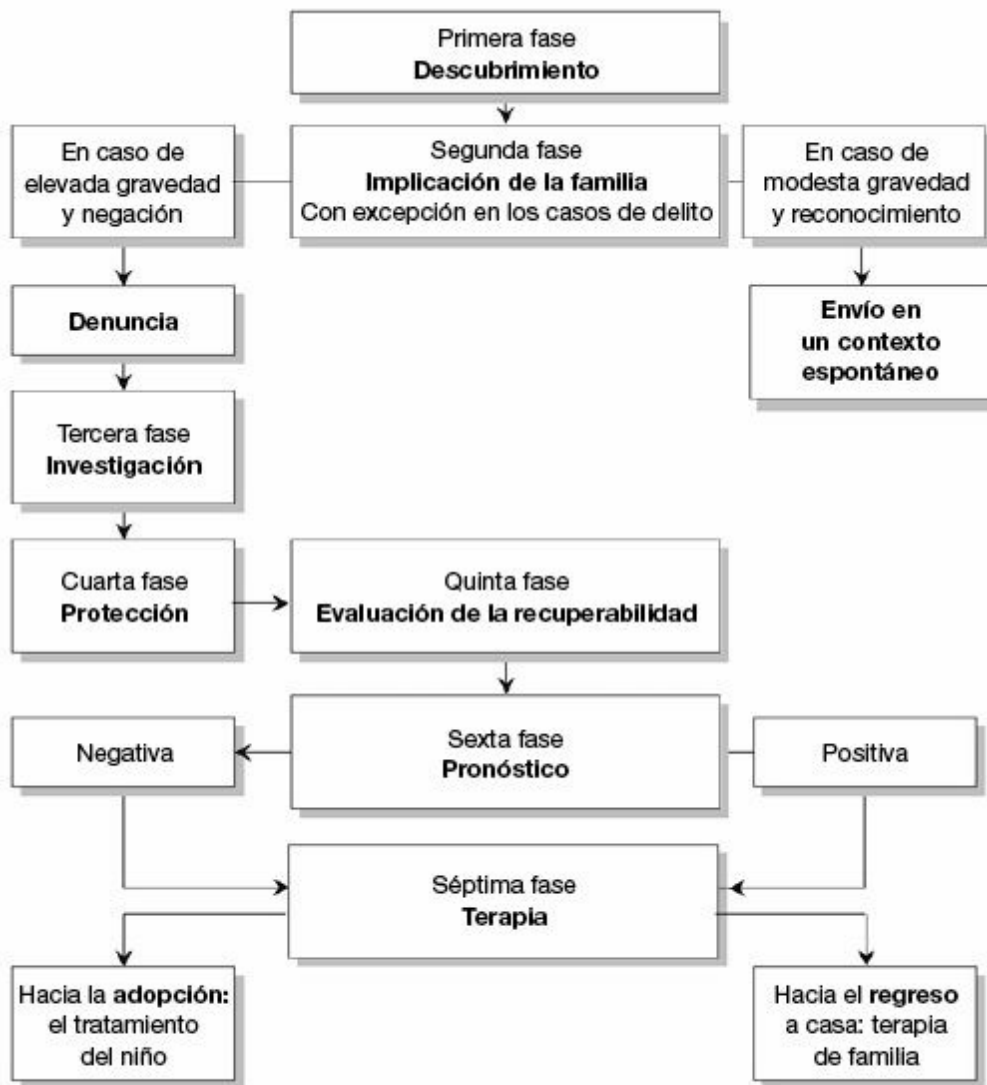 Primera fase
Descubrimiento
En caso de
elevada gravedad
y negación
Segunda fase
Implicación de la familia
Con excepción en los casos de delito
En caso de
modesta gravedad
y reconocimiento
Denuncia
Envío en
un contexto
espontáneo
Tercera fase
Investigación
Cuarta fase
Protección
Quinta fase
Evaluación de la recuperabilidad
Negativa
Sexta fase
Pronóstico
Positiva
Séptima fase
Terapia
Hacia la adopción:
el tratamiento
del niño
Hacia el regreso
a casa: terapia
de familia